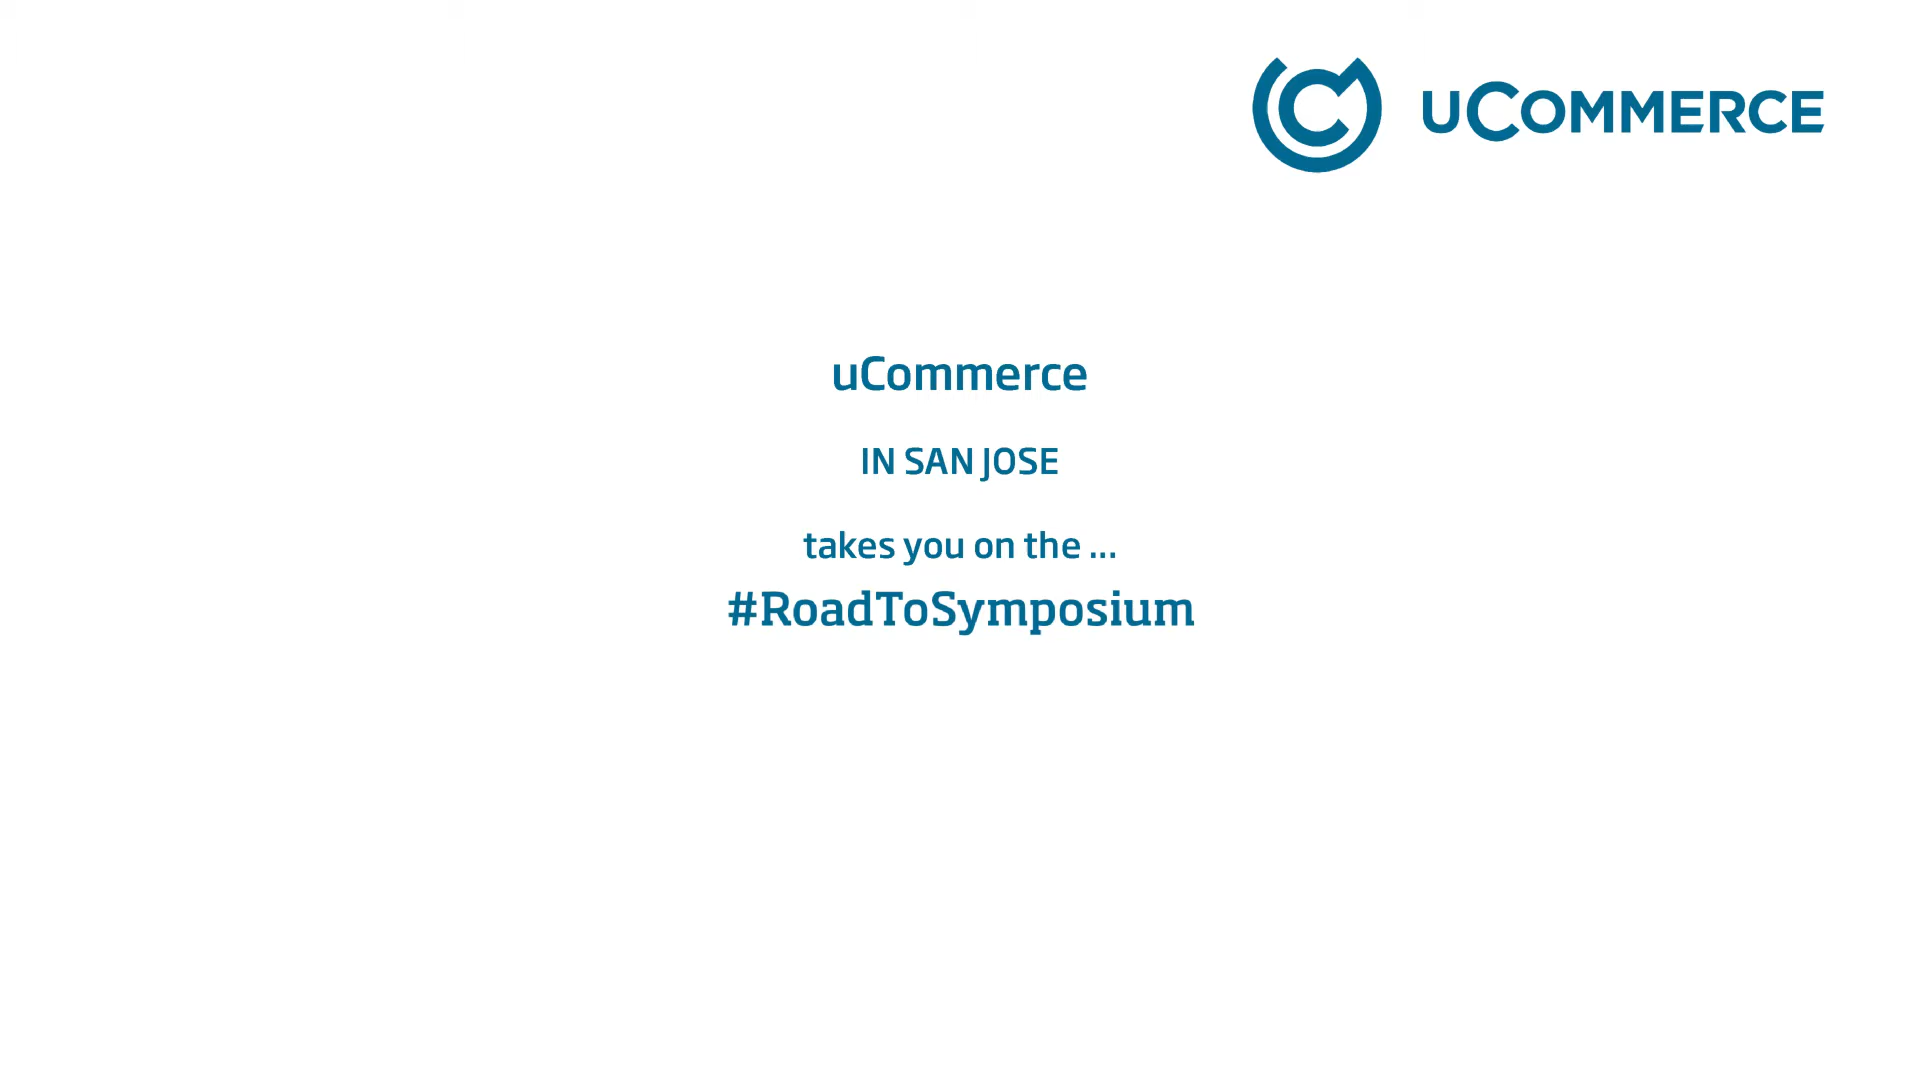 uCOMMERCE
uCommerce
IN SAN JOSE
takes you on the ...
#RoadToSymposium